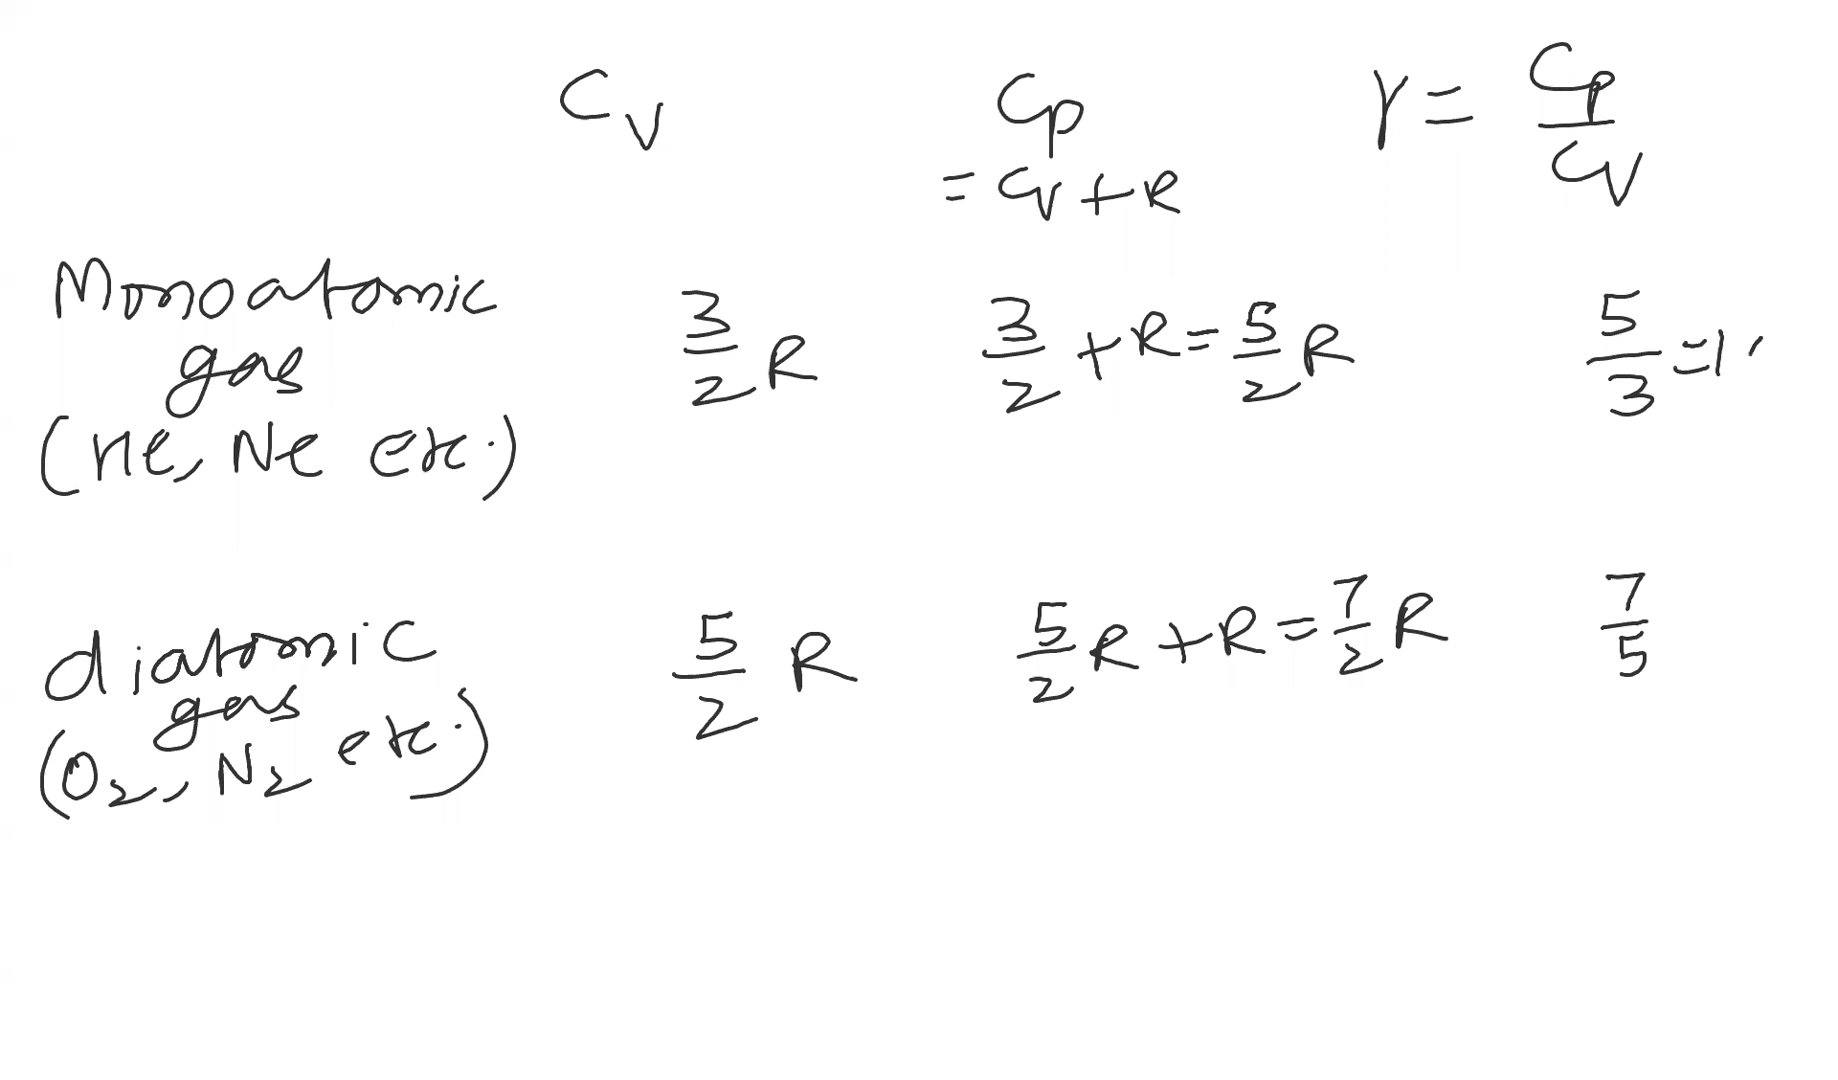 Cv Cp γ = Cp/Cv
= Cv + R
Monoatomic gas 3/2 R 3/2 + R = 5/2 R 5/3 = 1.
(He, Ne etc.)
diatomic gas 5/2 R 5/2 R + R = 7/2 R 7/5
(O2, N2 etc.)